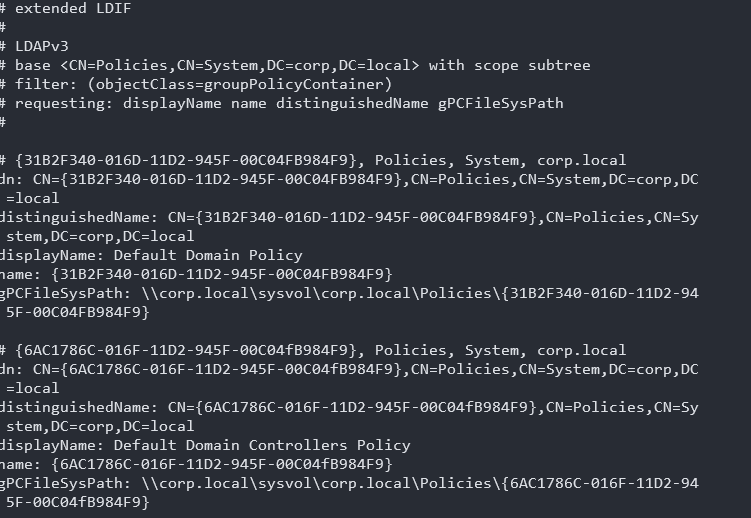 # extended LDIF
#
# LDAPv3
# base <CN=Policies,CN=System,DC=corp,DC=local> with scope subtree
# filter: (objectClass=groupPolicyContainer)
# requesting: displayName name distinguishedName gPCFileSysPath
#

# {31B2F340-016D-11D2-945F-00C04FB984F9}, Policies, System, corp.local
dn: CN={31B2F340-016D-11D2-945F-00C04FB984F9},CN=Policies,CN=System,DC=corp,DC
 =local
distinguishedName: CN={31B2F340-016D-11D2-945F-00C04FB984F9},CN=Policies,CN=Sy
 stem,DC=corp,DC=local
displayName: Default Domain Policy
name: {31B2F340-016D-11D2-945F-00C04FB984F9}
gPCFileSysPath: \\corp.local\sysvol\corp.local\Policies\{31B2F340-016D-11D2-94
 5F-00C04FB984F9}

# {6AC1786C-016F-11D2-945F-00C04fB984F9}, Policies, System, corp.local
dn: CN={6AC1786C-016F-11D2-945F-00C04fB984F9},CN=Policies,CN=System,DC=corp,DC
 =local
distinguishedName: CN={6AC1786C-016F-11D2-945F-00C04fB984F9},CN=Policies,CN=Sy
 stem,DC=corp,DC=local
displayName: Default Domain Controllers Policy
name: {6AC1786C-016F-11D2-945F-00C04fB984F9}
gPCFileSysPath: \\corp.local\sysvol\corp.local\Policies\{6AC1786C-016F-11D2-94
 5F-00C04fB984F9}